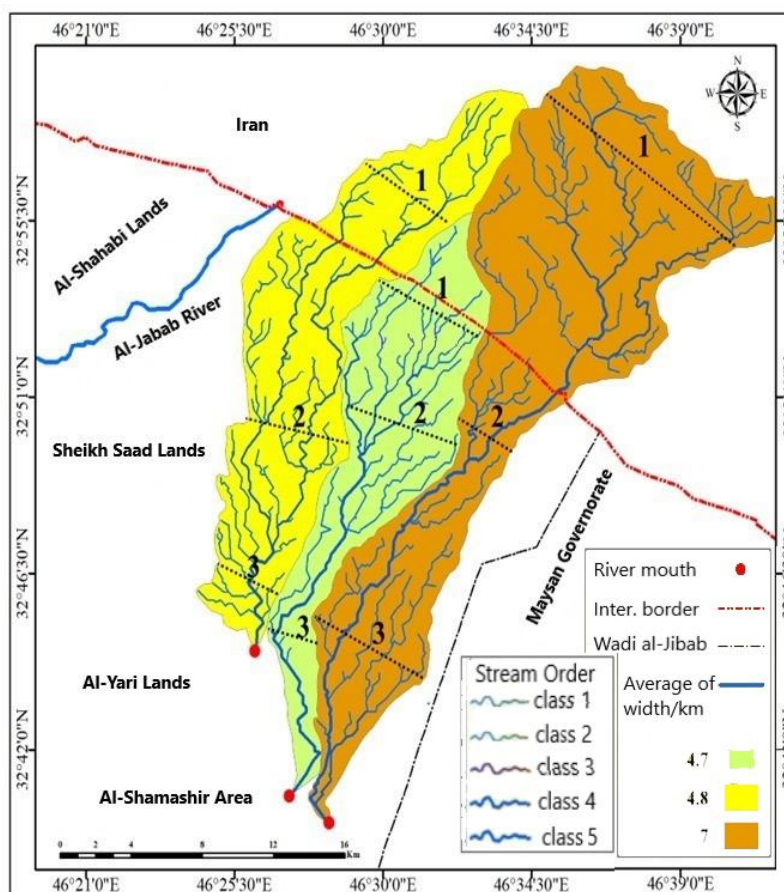 46°21'0"E 46°25'30"E 46°30'0"E 46°34'30"E 46°39'0"E
N
W E
S
Iran
1
1
32°55'30"N
Al-Shahabi Lands
Al-Jabab River
1
32°51'0"N
2
2
2
Sheikh Saad Lands
Maysan Governorate
32°46'30"N
3
3
3
River mouth
Inter. border
Wadi al-Jibab
Average of
width/km
4.7
4.8
7
Stream Order
class 1
class 2
class 3
class 4
class 5
Al-Yari Lands
32°42'0"N
Al-Shamashir Area
0 2 4 8 12 16
Km
46°21'0"E 46°25'30"E 46°30'0"E 46°34'30"E 46°39'0"E